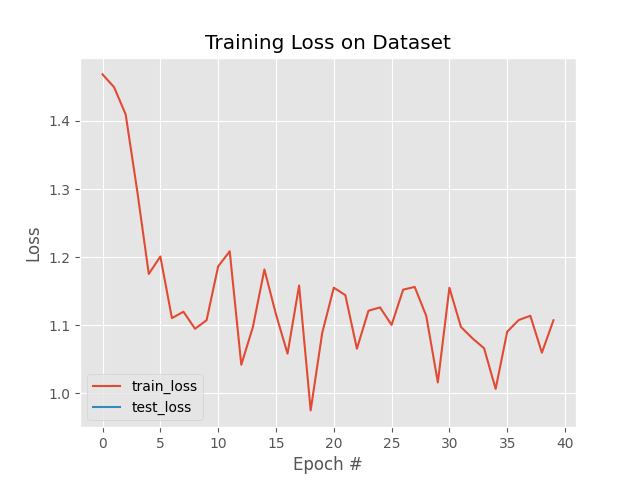 Training Loss on Dataset
Loss
1.4
1.3
1.2
1.1
1.0
train_loss
test_loss
0 5 10 15 20 25 30 35 40
Epoch #